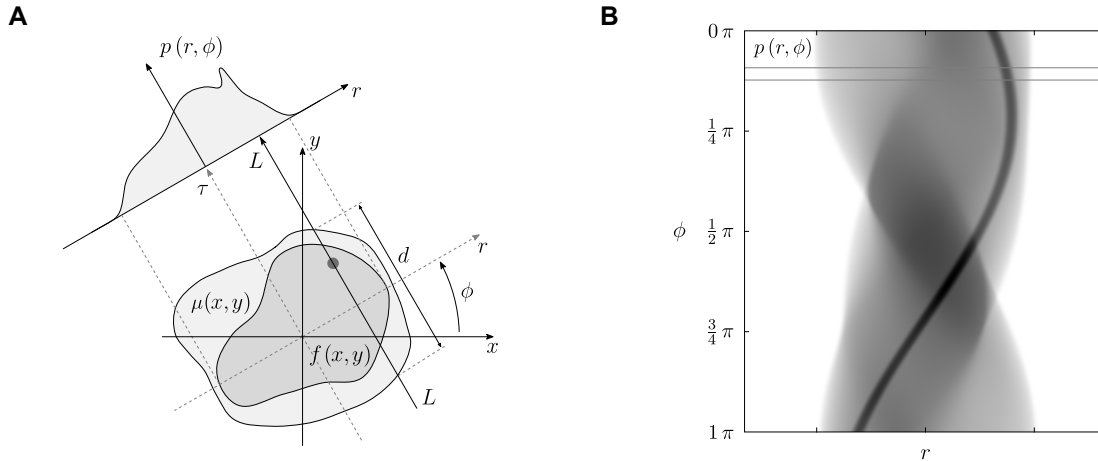 A
p(r, ϕ)
r
y
L
τ
d
r
μ(x, y)
ϕ
f(x, y)
x
L
B
0 π
p(r, ϕ)
1/4 π
ϕ 1/2 π
3/4 π
1 π
r